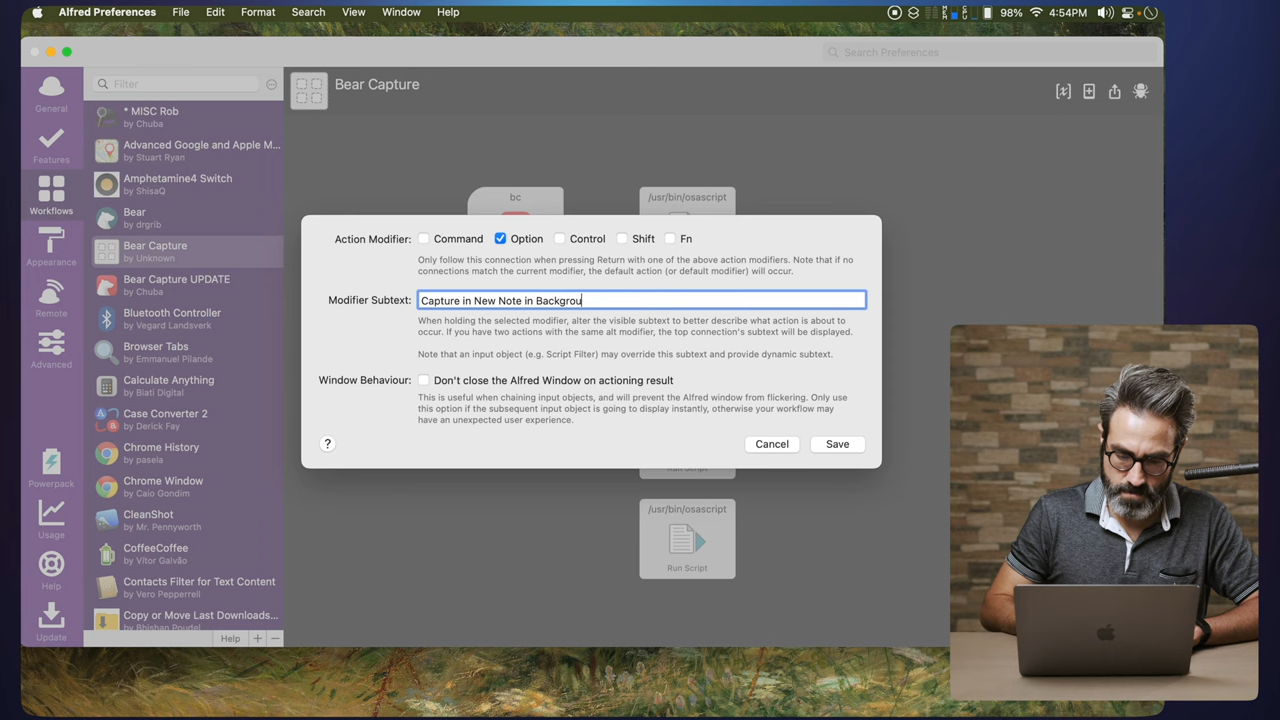 Alfred Preferences File Edit Format Search View Window Help
98% 4:54PM
Search Preferences
General
Features
Workflows
Appearance
Remote
Advanced
Powerpack
Usage
Help
Update
Filter
* MISC Rob
by Chuba
Advanced Google and Apple M...
by Stuart Ryan
Amphetamine4 Switch
by ShisaQ
Bear
by drgrib
Bear Capture
by Unknown
Bear Capture UPDATE
by Chuba
Bluetooth Controller
by Vegard Landsverk
Browser Tabs
by Emmanuel Pilande
Calculate Anything
by Biati Digital
Case Converter 2
by Derick Fay
Chrome History
by pasela
Chrome Window
by Caio Gondim
CleanShot
by Mr. Pennyworth
CoffeeCoffee
by Vítor Galvão
Contacts Filter for Text Content
by Vero Pepperrell
Copy or Move Last Downloads...
by Bhishan Poudel
Help + −
Bear Capture
bc
/usr/bin/osascript
Action Modifier: Command Option Control Shift Fn
Only follow this connection when pressing Return with one of the above action modifiers. Note that if no
connections match the current modifier, the default action (or default modifier) will occur.
Modifier Subtext: Capture in New Note in Backgrou
When holding the selected modifier, alter the visible subtext to better describe what action is about to
occur. If you have two actions with the same alt modifier, the top connection's subtext will be displayed.
Note that an input object (e.g. Script Filter) may override this subtext and provide dynamic subtext.
Window Behaviour: Don't close the Alfred Window on actioning result
This is useful when chaining input objects, and will prevent the Alfred window from flickering. Only use
this option if the subsequent input object is going to display instantly, otherwise your workflow may
have an unexpected user experience.
? Cancel Save
Run Script
/usr/bin/osascript
Run Script